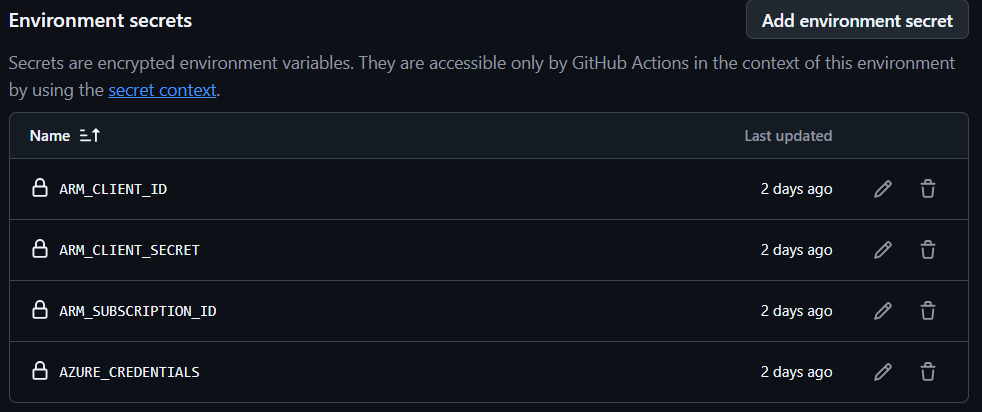 Environment secrets
Add environment secret
Secrets are encrypted environment variables. They are accessible only by GitHub Actions in the context of this environment
by using the secret context.
Name Last updated
ARM_CLIENT_ID 2 days ago
ARM_CLIENT_SECRET 2 days ago
ARM_SUBSCRIPTION_ID 2 days ago
AZURE_CREDENTIALS 2 days ago